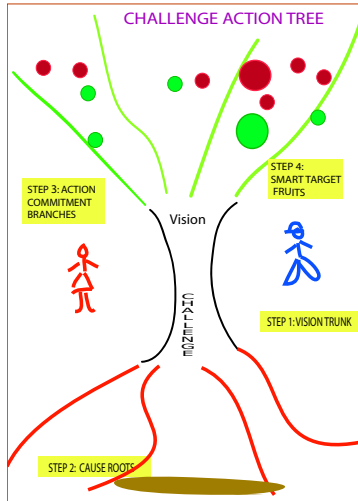 CHALLENGE ACTION TREE
STEP 4:
SMART TARGET
FRUITS
STEP 3: ACTION
COMMITMENT
BRANCHES
Vision
CHALLENGE
STEP 1: VISION TRUNK
STEP 2: CAUSE ROOTS